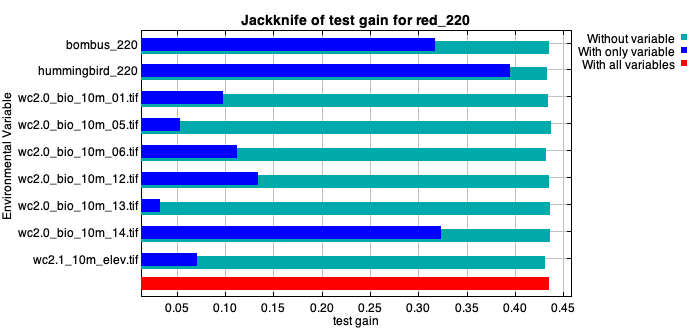 Jackknife of test gain for red_220
Environmental Variable
bombus_220
hummingbird_220
wc2.0_bio_10m_01.tif
wc2.0_bio_10m_05.tif
wc2.0_bio_10m_06.tif
wc2.0_bio_10m_12.tif
wc2.0_bio_10m_13.tif
wc2.0_bio_10m_14.tif
wc2.1_10m_elev.tif
0.05 0.10 0.15 0.20 0.25 0.30 0.35 0.40 0.45
test gain
Without variable
With only variable
With all variables